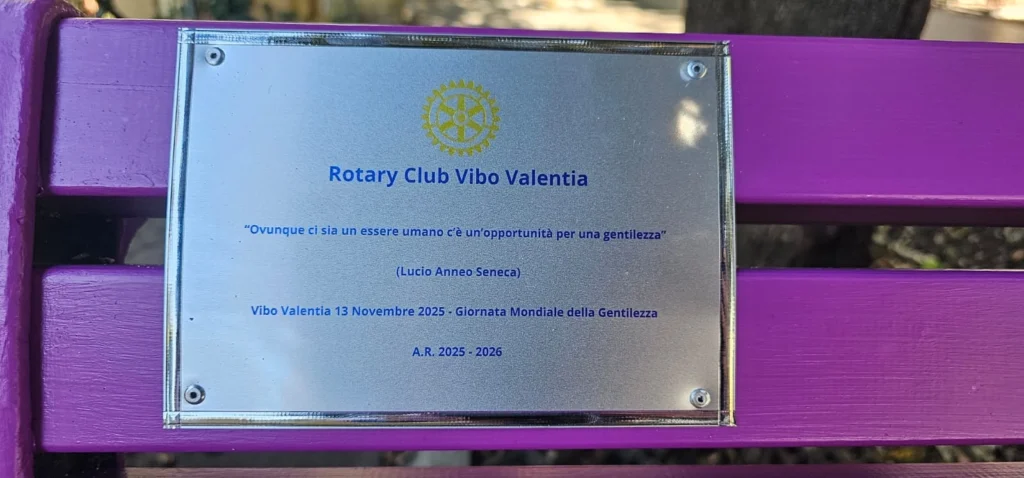 Rotary Club Vibo Valentia
“Ovunque ci sia un essere umano c'è un'opportunità per una gentilezza”
(Lucio Anneo Seneca)
Vibo Valentia 13 Novembre 2025 - Giornata Mondiale della Gentilezza
A.R. 2025 - 2026